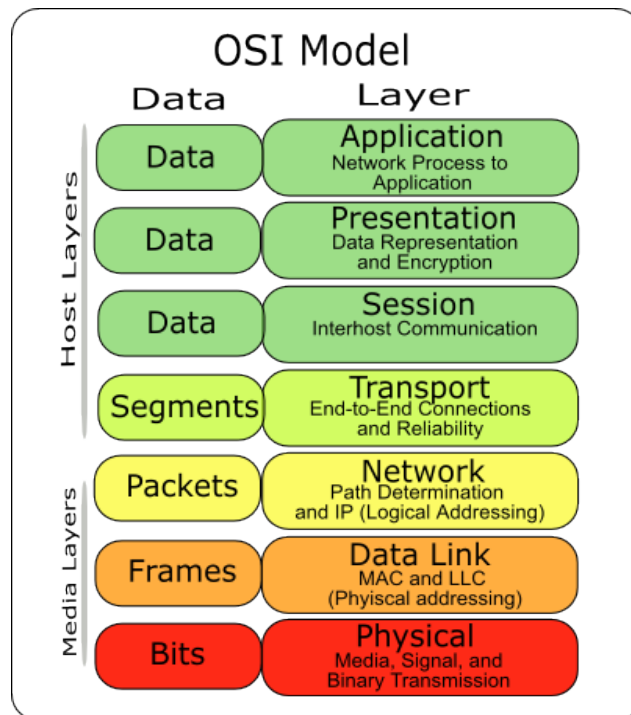 OSI Model
Data Layer
Host Layers
Data
Application
Network Process to
Application
Data
Presentation
Data Representation
and Encryption
Data
Session
Interhost Communication
Segments
Transport
End-to-End Connections
and Reliability
Media Layers
Packets
Network
Path Determination
and IP (Logical Addressing)
Frames
Data Link
MAC and LLC
(Phyiscal addressing)
Bits
Physical
Media, Signal, and
Binary Transmission